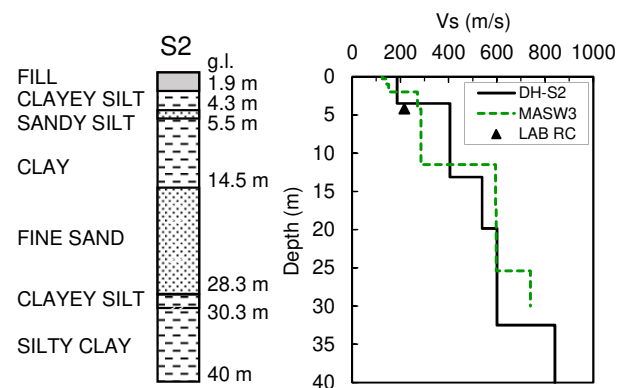 S2
g.l.
FILL
1.9 m
CLAYEY SILT
4.3 m
SANDY SILT
5.5 m
CLAY
14.5 m
FINE SAND
28.3 m
CLAYEY SILT
30.3 m
SILTY CLAY
40 m
Vs (m/s)
0 200 400 600 800 1000
0
5
10
15
20
25
30
35
40
Depth (m)
DH-S2
MASW3
LAB RC